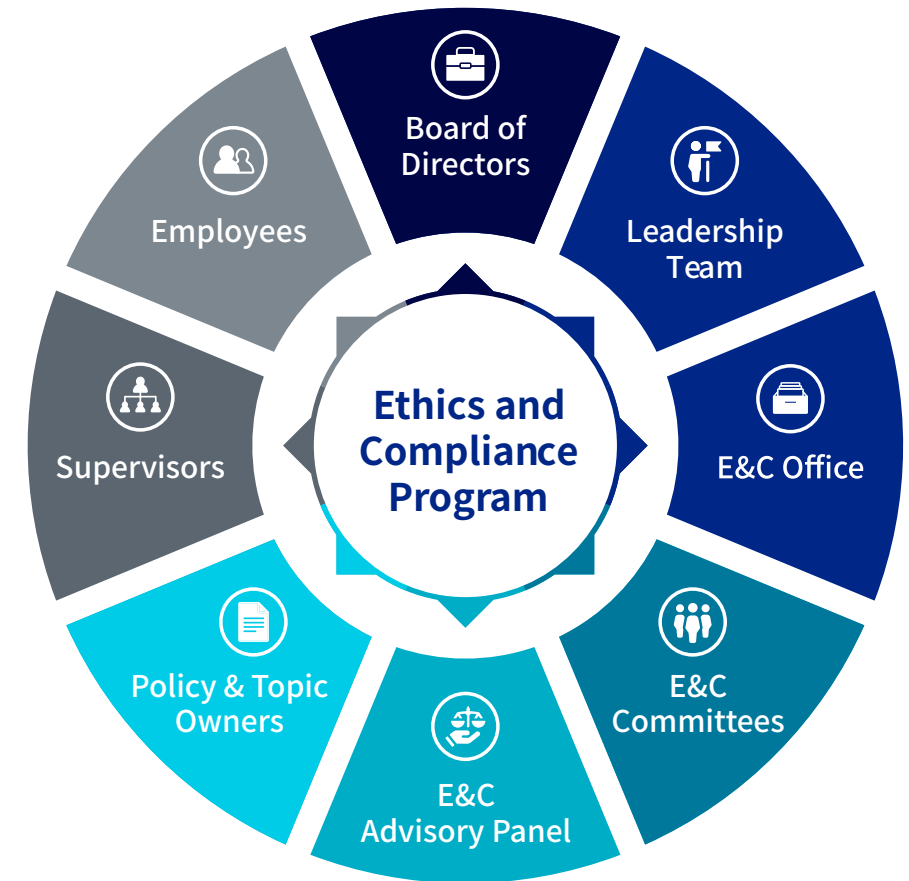 Board of
Directors
Leadership
Team
E&C Office
E&C
Committees
E&C
Advisory Panel
Policy & Topic
Owners
Supervisors
Employees
Ethics and
Compliance
Program